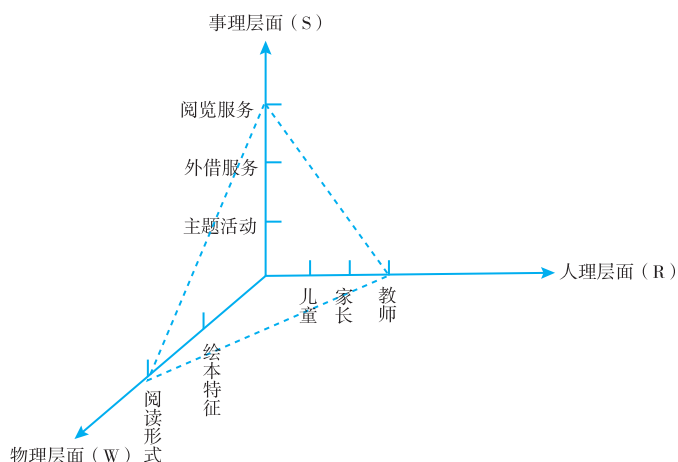 事理层面（S）
阅览服务
外借服务
主题活动
人理层面（R）
儿童
家长
教师
绘本特征
阅读形式
物理层面（W）